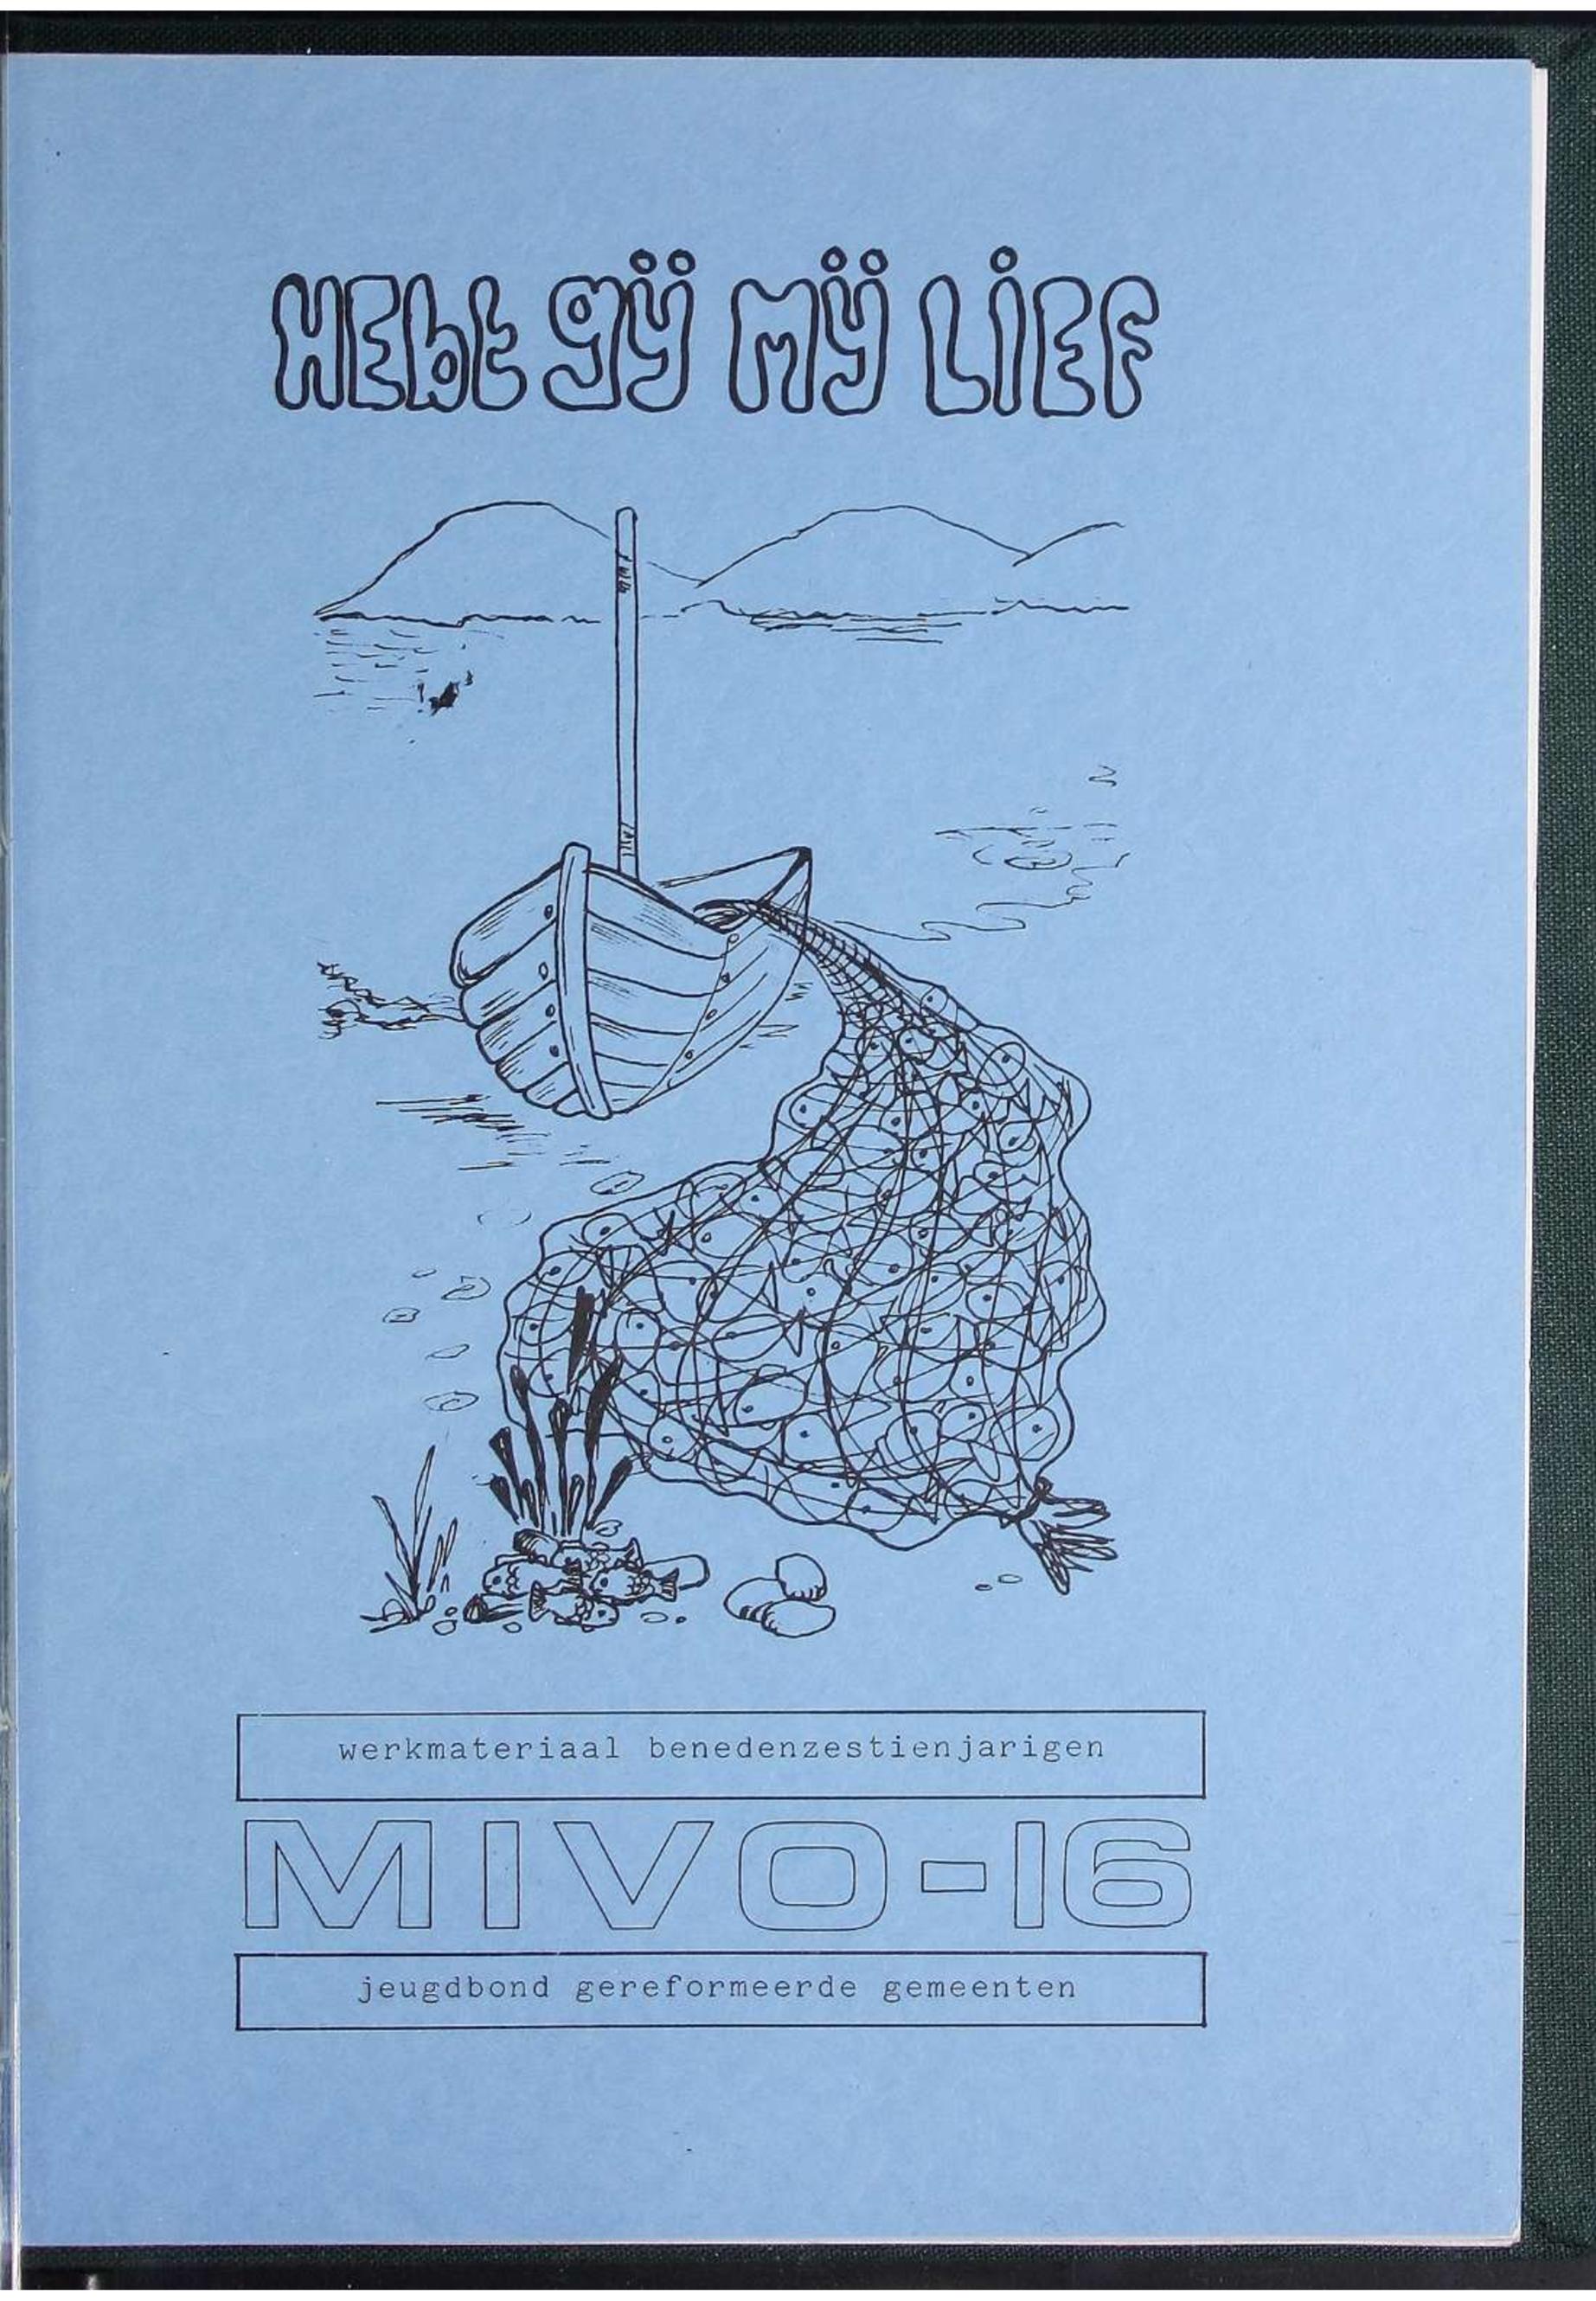 HEbt gÿ mÿ LiEF
werkmateriaal benedenzestienjarigen
MIVO-16
jeugdbond gereformeerde gemeenten